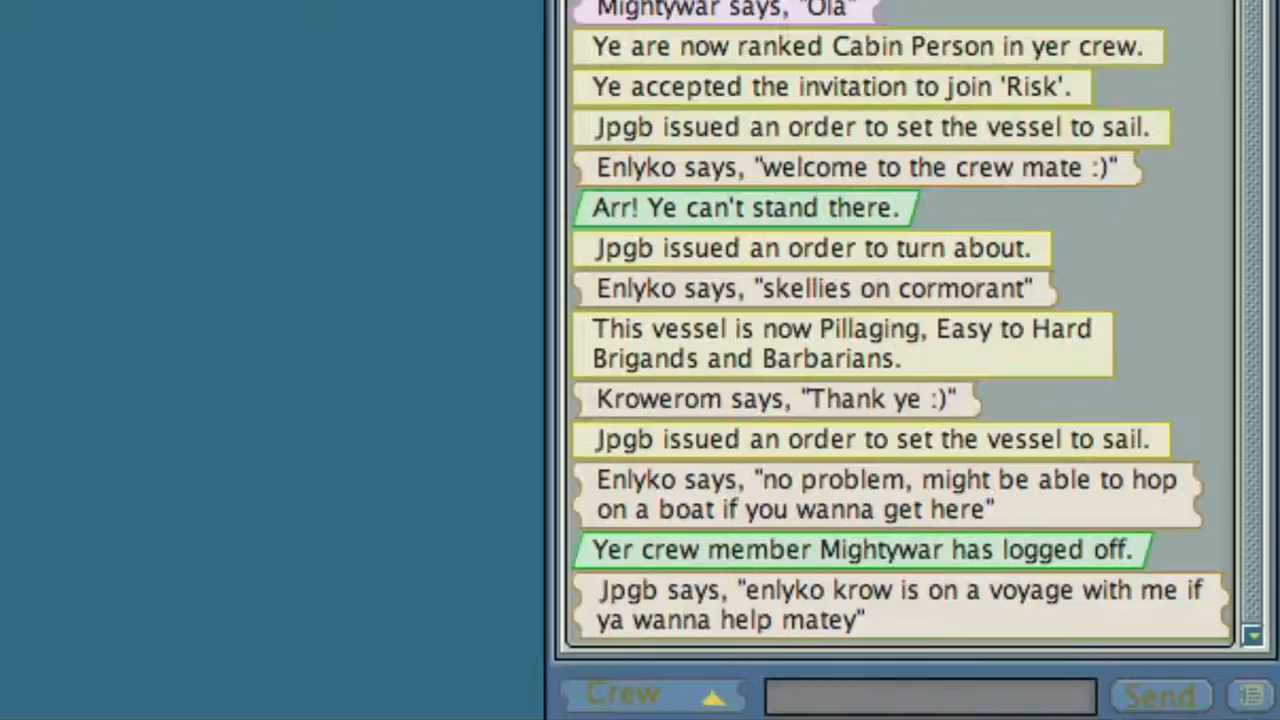 Mightywar says, "Ola"
Ye are now ranked Cabin Person in yer crew.
Ye accepted the invitation to join 'Risk'.
Jpgb issued an order to set the vessel to sail.
Enlyko says, "welcome to the crew mate :)"
Arr! Ye can't stand there.
Jpgb issued an order to turn about.
Enlyko says, "skellies on cormorant"
This vessel is now Pillaging, Easy to Hard
Brigands and Barbarians.
Krowerom says, "Thank ye :)"
Jpgb issued an order to set the vessel to sail.
Enlyko says, "no problem, might be able to hop
on a boat if you wanna get here"
Yer crew member Mightywar has logged off.
Jpgb says, "enlyko krow is on a voyage with me if
ya wanna help matey"
Crew Send